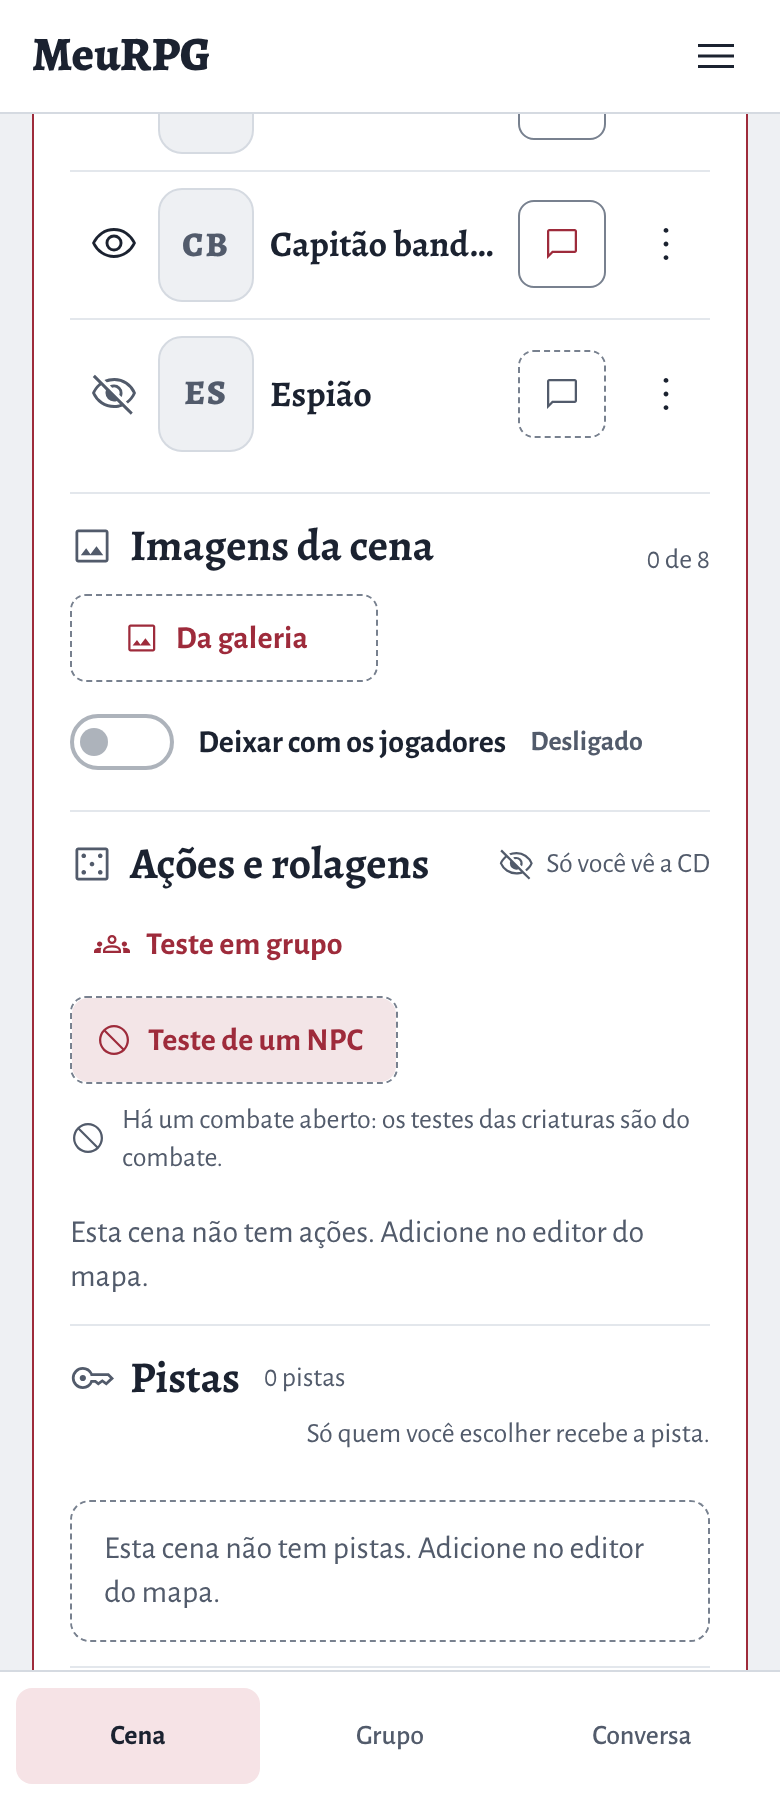 MeuRPG
CB
Capitão band...
ES
Espião
Imagens da cena
0 de 8
Da galeria
Deixar com os jogadores
Desligado
Ações e rolagens
Só você vê a CD
Teste em grupo
Teste de um NPC
Há um combate aberto: os testes das criaturas são do
combate.
Esta cena não tem ações. Adicione no editor do
mapa.
Pistas
0 pistas
Só quem você escolher recebe a pista.
Esta cena não tem pistas. Adicione no editor
do mapa.
Cena
Grupo
Conversa